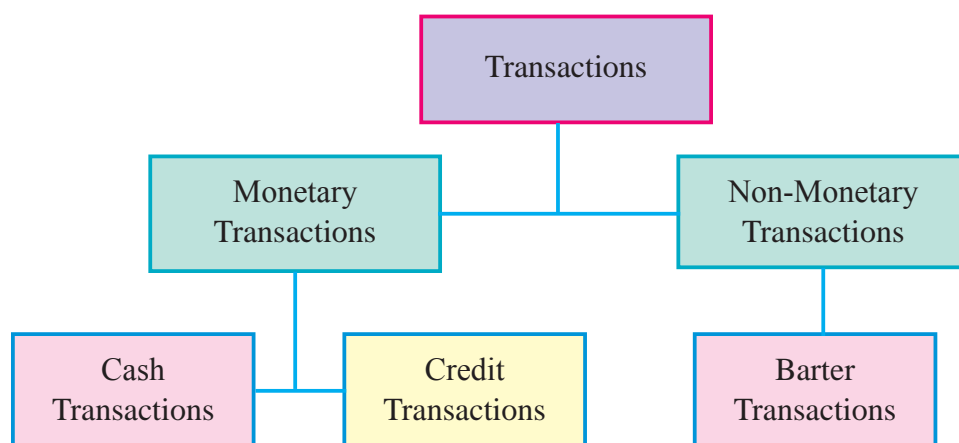 Transactions
Monetary
Transactions
Non-Monetary
Transactions
Cash
Transactions
Credit
Transactions
Barter
Transactions